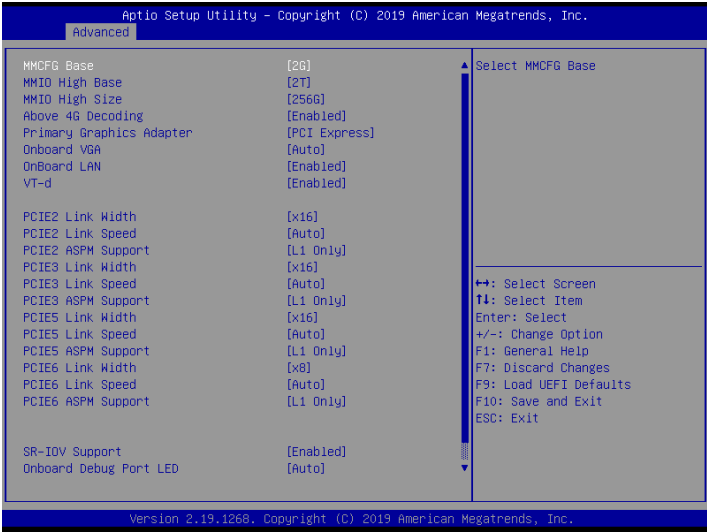 Aptio Setup Utility – Copyright (C) 2019 American Megatrends, Inc.
Advanced
MMCFG Base [2G]
MMIO High Base [2T]
MMIO High Size [256G]
Above 4G Decoding [Enabled]
Primary Graphics Adapter [PCI Express]
Onboard VGA [Auto]
OnBoard LAN [Enabled]
VT-d [Enabled]
PCIE2 Link Width [x16]
PCIE2 Link Speed [Auto]
PCIE2 ASPM Support [L1 Only]
PCIE3 Link Width [x16]
PCIE3 Link Speed [Auto]
PCIE3 ASPM Support [L1 Only]
PCIE5 Link Width [x16]
PCIE5 Link Speed [Auto]
PCIE5 ASPM Support [L1 Only]
PCIE6 Link Width [x8]
PCIE6 Link Speed [Auto]
PCIE6 ASPM Support [L1 Only]
SR-IOV Support [Enabled]
Onboard Debug Port LED [Auto]
Select MMCFG Base
↔: Select Screen
↑↓: Select Item
Enter: Select
+/-: Change Option
F1: General Help
F7: Discard Changes
F9: Load UEFI Defaults
F10: Save and Exit
ESC: Exit
Version 2.19.1268. Copyright (C) 2019 American Megatrends, Inc.